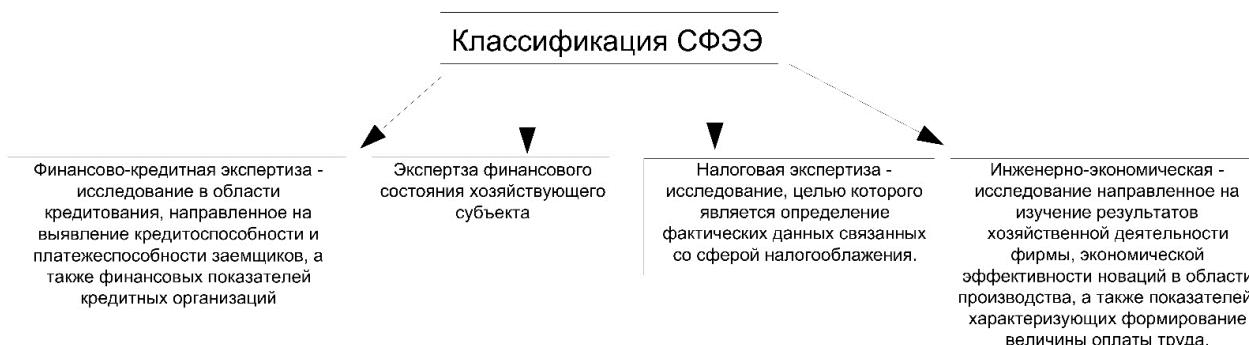 Классификация СФЭЭ
Финансово-кредитная экспертиза -
исследование в области
кредитования, направленное на
выявление кредитоспособности и
платежеспособности заемщиков, а
также финансовых показателей
кредитных организаций
Экспертза финансового
состояния хозяйствующего
субъекта
Налоговая экспертиза -
исследование, целью которого
является определение
фактических данных связанных
со сферой налогооблажения.
Инженерно-экономическая -
исследование направленное на
изучение результатов
хозяйственной деятельности
фирмы, экономической
эффективности новаций в области
производства, а также показателей
характеризующих формирование
величины оплаты труда.